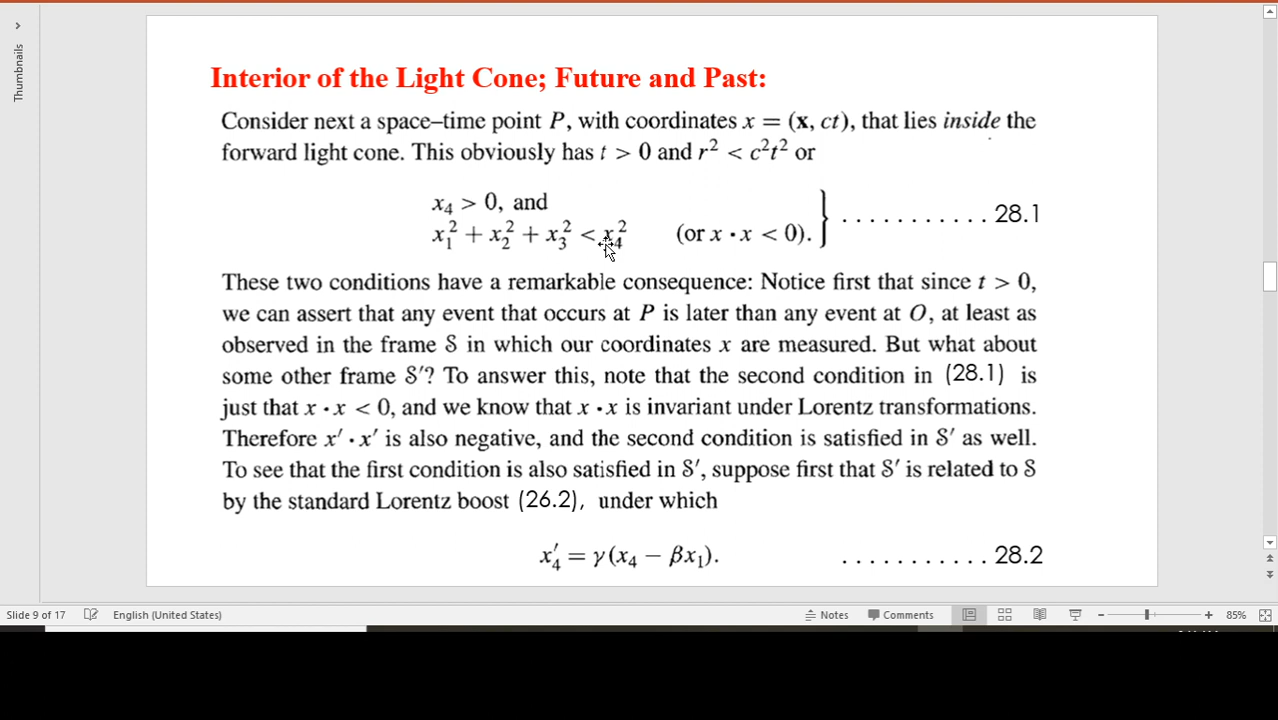 Thumbnails
Interior of the Light Cone; Future and Past:
Consider next a space–time point P, with coordinates x = (x, ct), that lies inside the
forward light cone. This obviously has t > 0 and r² < c²t² or
x₄ > 0, and
x₁² + x₂² + x₃² < x₄² (or x · x < 0). } . . . . . . . . . . . 28.1
These two conditions have a remarkable consequence: Notice first that since t > 0,
we can assert that any event that occurs at P is later than any event at O, at least as
observed in the frame S in which our coordinates x are measured. But what about
some other frame S′? To answer this, note that the second condition in (28.1) is
just that x · x < 0, and we know that x · x is invariant under Lorentz transformations.
Therefore x′ · x′ is also negative, and the second condition is satisfied in S′ as well.
To see that the first condition is also satisfied in S′, suppose first that S′ is related to S
by the standard Lorentz boost (26.2), under which
x₄′ = γ(x₄ − βx₁). . . . . . . . . . . . 28.2
Slide 9 of 17 English (United States) Notes Comments 85%